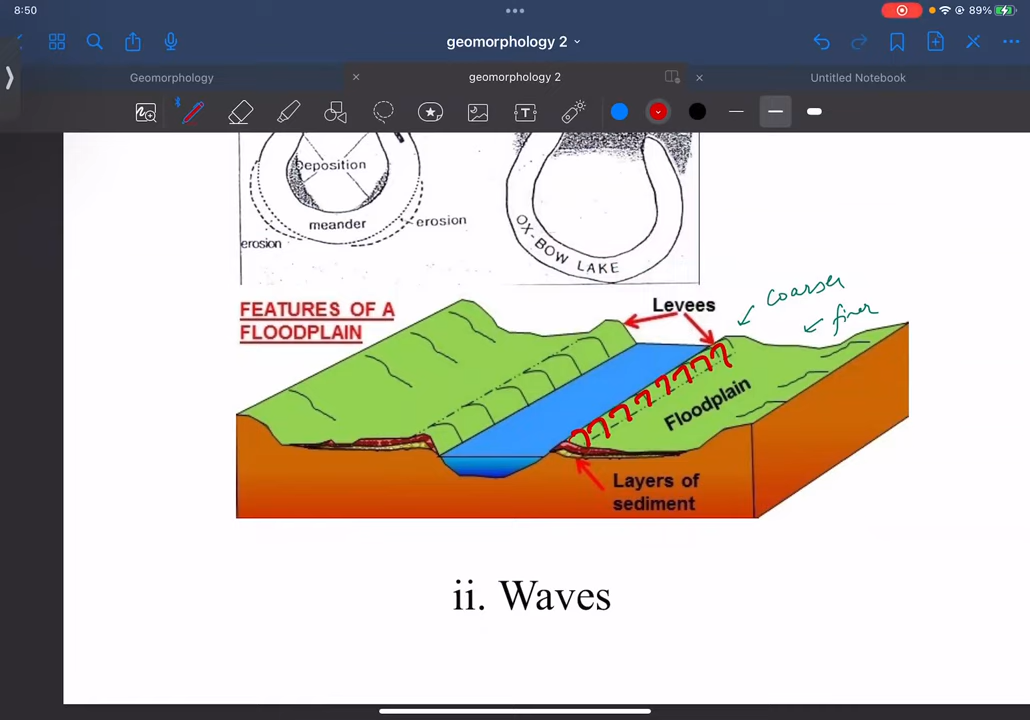 8:50
89%
geomorphology 2
Geomorphology
geomorphology 2
Untitled Notebook
Deposition
meander
erosion
erosion
OX-BOW LAKE
FEATURES OF A
FLOODPLAIN
Levees
coarser
finer
Floodplain
Layers of
sediment
ii. Waves